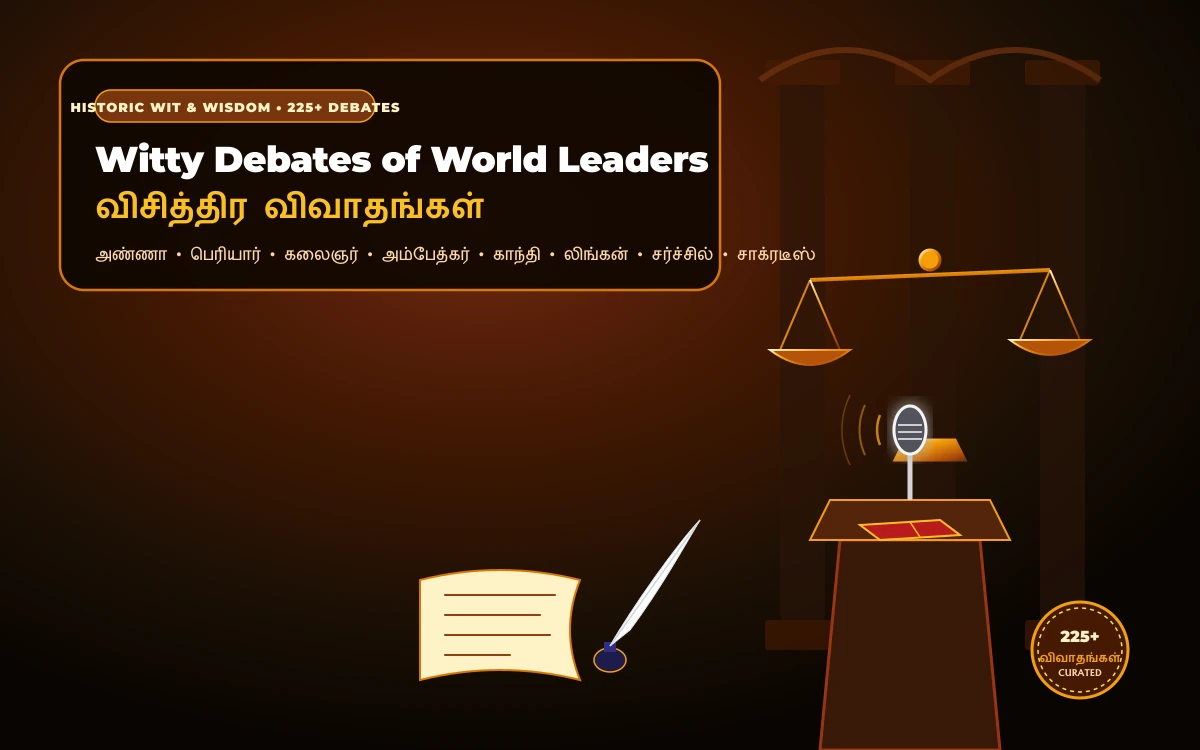 HISTORIC WIT & WISDOM • 225+ DEBATES
Witty Debates of World Leaders
விசித்திர விவாதங்கள்
அண்ணா • பெரியார் • கலைஞர் • அம்பேத்கர் • காந்தி • லிங்கன் • சர்ச்சில் • சாக்ரடீஸ்
225+
விவாதங்கள்
CURATED